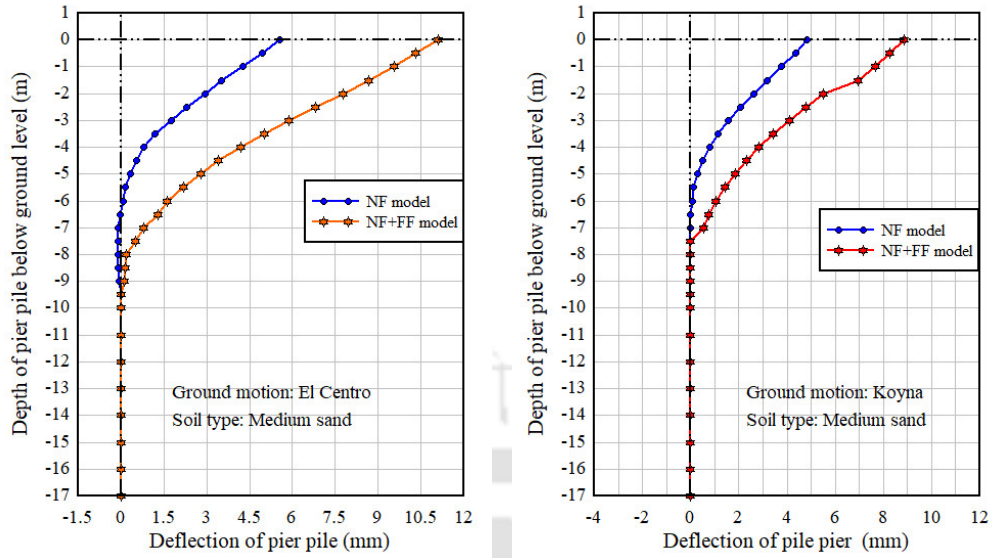 1
0
-1
-2
-3
-4
-5
-6
-7
-8
-9
-10
-11
-12
-13
-14
-15
-16
-17
Depth of pier pile below ground level (m)
NF model
NF+FF model
Ground motion: El Centro
Soil type: Medium sand
-1.5 0 1.5 3 4.5 6 7.5 9 10.5 12
Deflection of pier pile (mm)
1
0
-1
-2
-3
-4
-5
-6
-7
-8
-9
-10
-11
-12
-13
-14
-15
-16
-17
Depth of pier pile below ground level (m)
NF model
NF+FF model
Ground motion: Koyna
Soil type: Medium sand
-4 -2 0 2 4 6 8 10 12
Deflection of pile pier (mm)